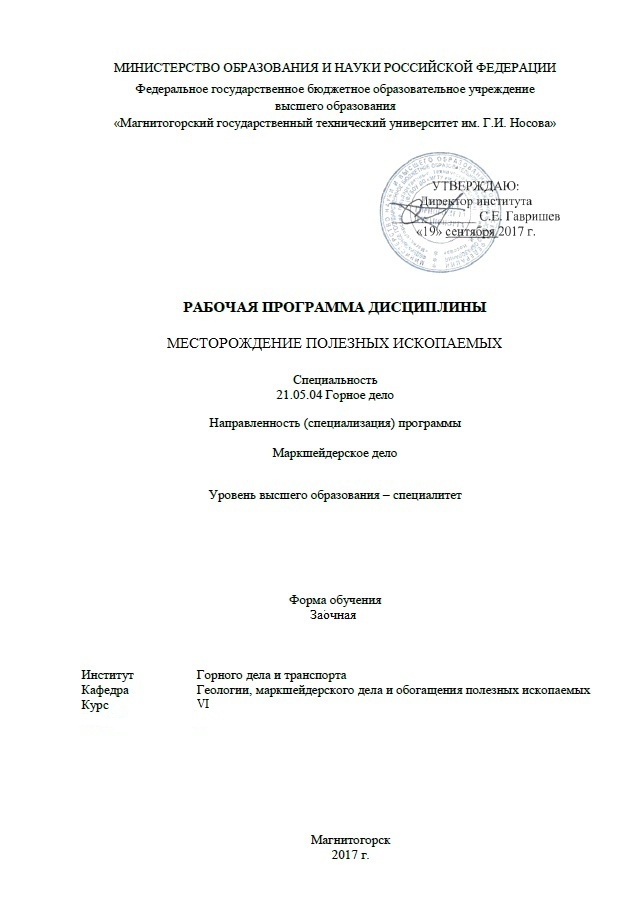 МИНИСТЕРСТВО ОБРАЗОВАНИЯ И НАУКИ РОССИЙСКОЙ ФЕДЕРАЦИИ
Федеральное государственное бюджетное образовательное учреждение
высшего образования
«Магнитогорский государственный технический университет им. Г.И. Носова»
УТВЕРЖДАЮ:
Директор института
С.Е. Гавришев
«19» сентября 2017 г.
РАБОЧАЯ ПРОГРАММА ДИСЦИПЛИНЫ
МЕСТОРОЖДЕНИЕ ПОЛЕЗНЫХ ИСКОПАЕМЫХ
Специальность
21.05.04 Горное дело
Направленность (специализация) программы
Маркшейдерское дело
Уровень высшего образования – специалитет
Форма обучения
Заочная
Институт Горного дела и транспорта
Кафедра Геологии, маркшейдерского дела и обогащения полезных ископаемых
Курс VI
Магнитогорск
2017 г.